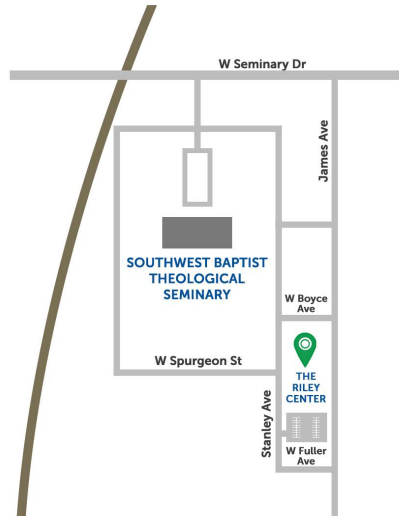 W Seminary Dr
James Ave
SOUTHWEST BAPTIST
THEOLOGICAL
SEMINARY
W Boyce
Ave
W Spurgeon St
THE
RILEY
CENTER
Stanley Ave
W Fuller
Ave